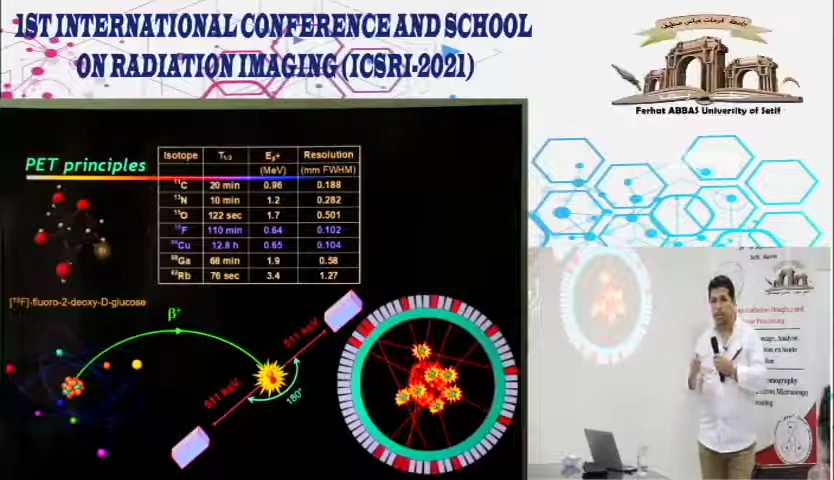 1ST INTERNATIONAL CONFERENCE AND SCHOOL
ON RADIATION IMAGING (ICSRI-2021)
Ferhat ABBAS University of Setif
PET principles
Isotope T1/2 Eβ+ (MeV) Resolution (mm FWHM)
11C 20 min 0.96 0.188
13N 10 min 1.2 0.282
15O 122 sec 1.7 0.501
18F 110 min 0.64 0.102
64Cu 12.8 h 0.65 0.104
68Ga 68 min 1.9 0.58
82Rb 76 sec 3.4 1.27
[18F]-fluoro-2-deoxy-D-glucose
β+
511 keV
511 keV
180°